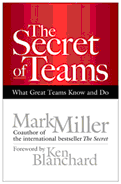 The
Secret
of Teams
What Great Teams Know and Do
Mark
Miller
Coauthor of
the international bestseller The Secret
Foreword by
Ken
Blanchard